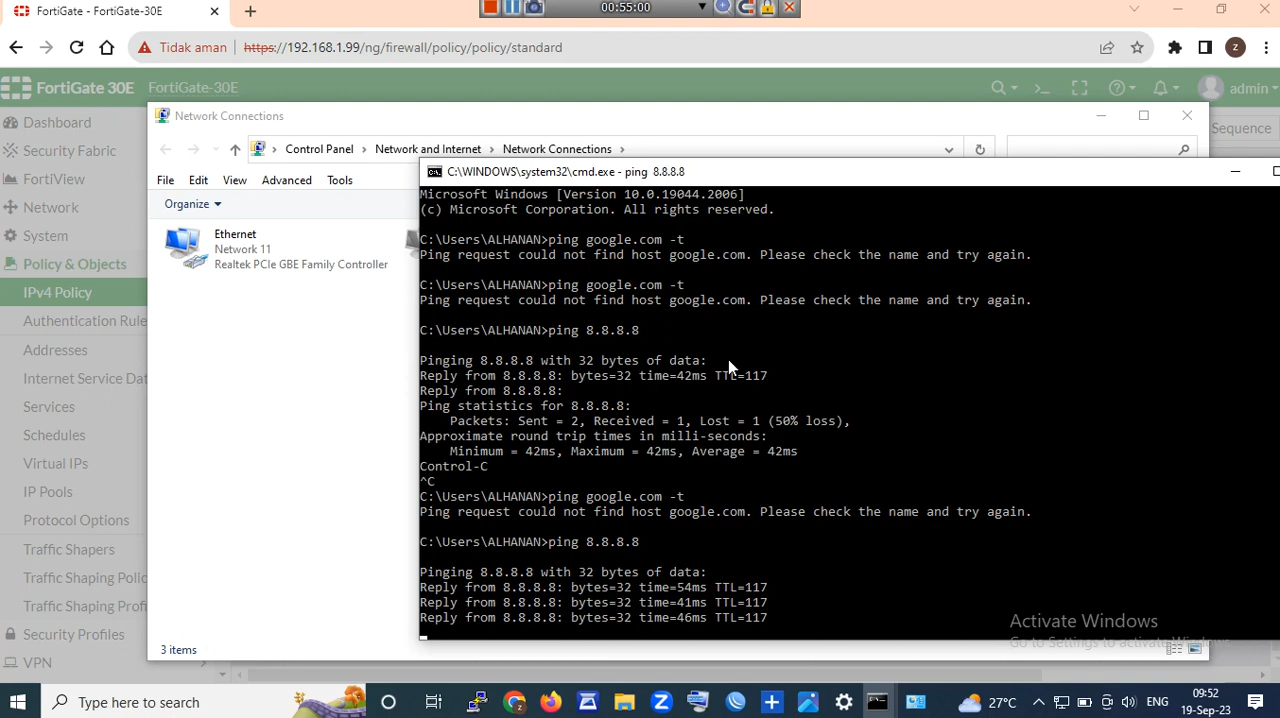 FortiGate - FortiGate-30E
00:55:00
Tidak aman https://192.168.1.99/ng/firewall/policy/policy/standard
z
FortiGate 30E FortiGate-30E
admin
Dashboard
Security Fabric
FortiView
Network
System
Policy & Objects
IPv4 Policy
Authentication Rule
Addresses
Internet Service Dat
Services
Schedules
Virtual IPs
IP Pools
Protocol Options
Traffic Shapers
Traffic Shaping Polic
Traffic Shaping Profi
Security Profiles
VPN
Sequence
Network Connections
Control Panel > Network and Internet > Network Connections >
File Edit View Advanced Tools
Organize
Ethernet
Network 11
Realtek PCIe GBE Family Controller
3 items
C:\WINDOWS\system32\cmd.exe - ping 8.8.8.8
Microsoft Windows [Version 10.0.19044.2006]
(c) Microsoft Corporation. All rights reserved.
C:\Users\ALHANAN>ping google.com -t
Ping request could not find host google.com. Please check the name and try again.
C:\Users\ALHANAN>ping google.com -t
Ping request could not find host google.com. Please check the name and try again.
C:\Users\ALHANAN>ping 8.8.8.8
Pinging 8.8.8.8 with 32 bytes of data:
Reply from 8.8.8.8: bytes=32 time=42ms TTL=117
Reply from 8.8.8.8:
Ping statistics for 8.8.8.8:
Packets: Sent = 2, Received = 1, Lost = 1 (50% loss),
Approximate round trip times in milli-seconds:
Minimum = 42ms, Maximum = 42ms, Average = 42ms
Control-C
^C
C:\Users\ALHANAN>ping google.com -t
Ping request could not find host google.com. Please check the name and try again.
C:\Users\ALHANAN>ping 8.8.8.8
Pinging 8.8.8.8 with 32 bytes of data:
Reply from 8.8.8.8: bytes=32 time=54ms TTL=117
Reply from 8.8.8.8: bytes=32 time=41ms TTL=117
Reply from 8.8.8.8: bytes=32 time=46ms TTL=117
Activate Windows
Go to Settings to activate Windows.
Type here to search
27°C
ENG
09:52
19-Sep-23